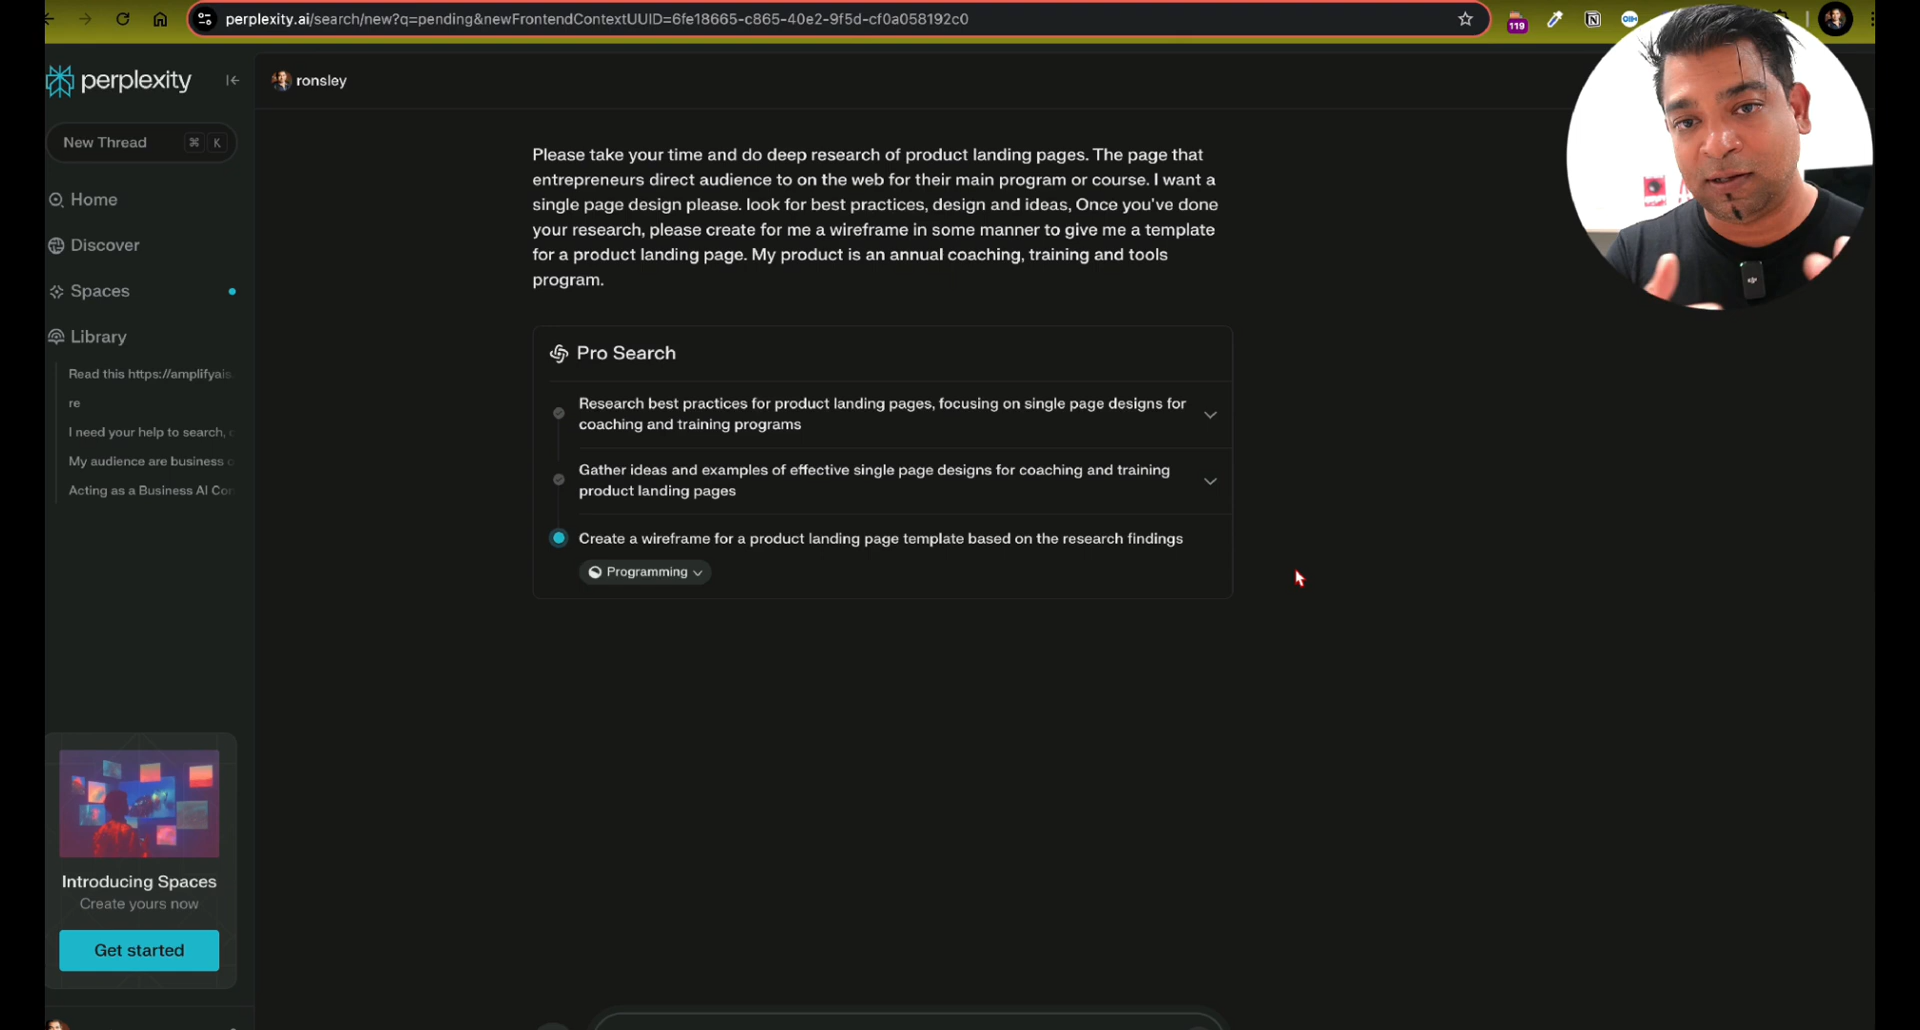 perplexity.ai/search/new?q=pending&newFrontendContextUUID=6fe18665-c865-40e2-9f5d-cf0a058192c0
119
perplexity
ronsley
New Thread ⌘ K
Home
Discover
Spaces
Library
Read this https://amplifyais.
re
I need your help to search,
My audience are business
Acting as a Business AI Con
Please take your time and do deep research of product landing pages. The page that
entrepreneurs direct audience to on the web for their main program or course. I want a
single page design please. look for best practices, design and ideas, Once you've done
your research, please create for me a wireframe in some manner to give me a template
for a product landing page. My product is an annual coaching, training and tools
program.
Pro Search
Research best practices for product landing pages, focusing on single page designs for
coaching and training programs
Gather ideas and examples of effective single page designs for coaching and training
product landing pages
Create a wireframe for a product landing page template based on the research findings
Programming
Introducing Spaces
Create yours now
Get started